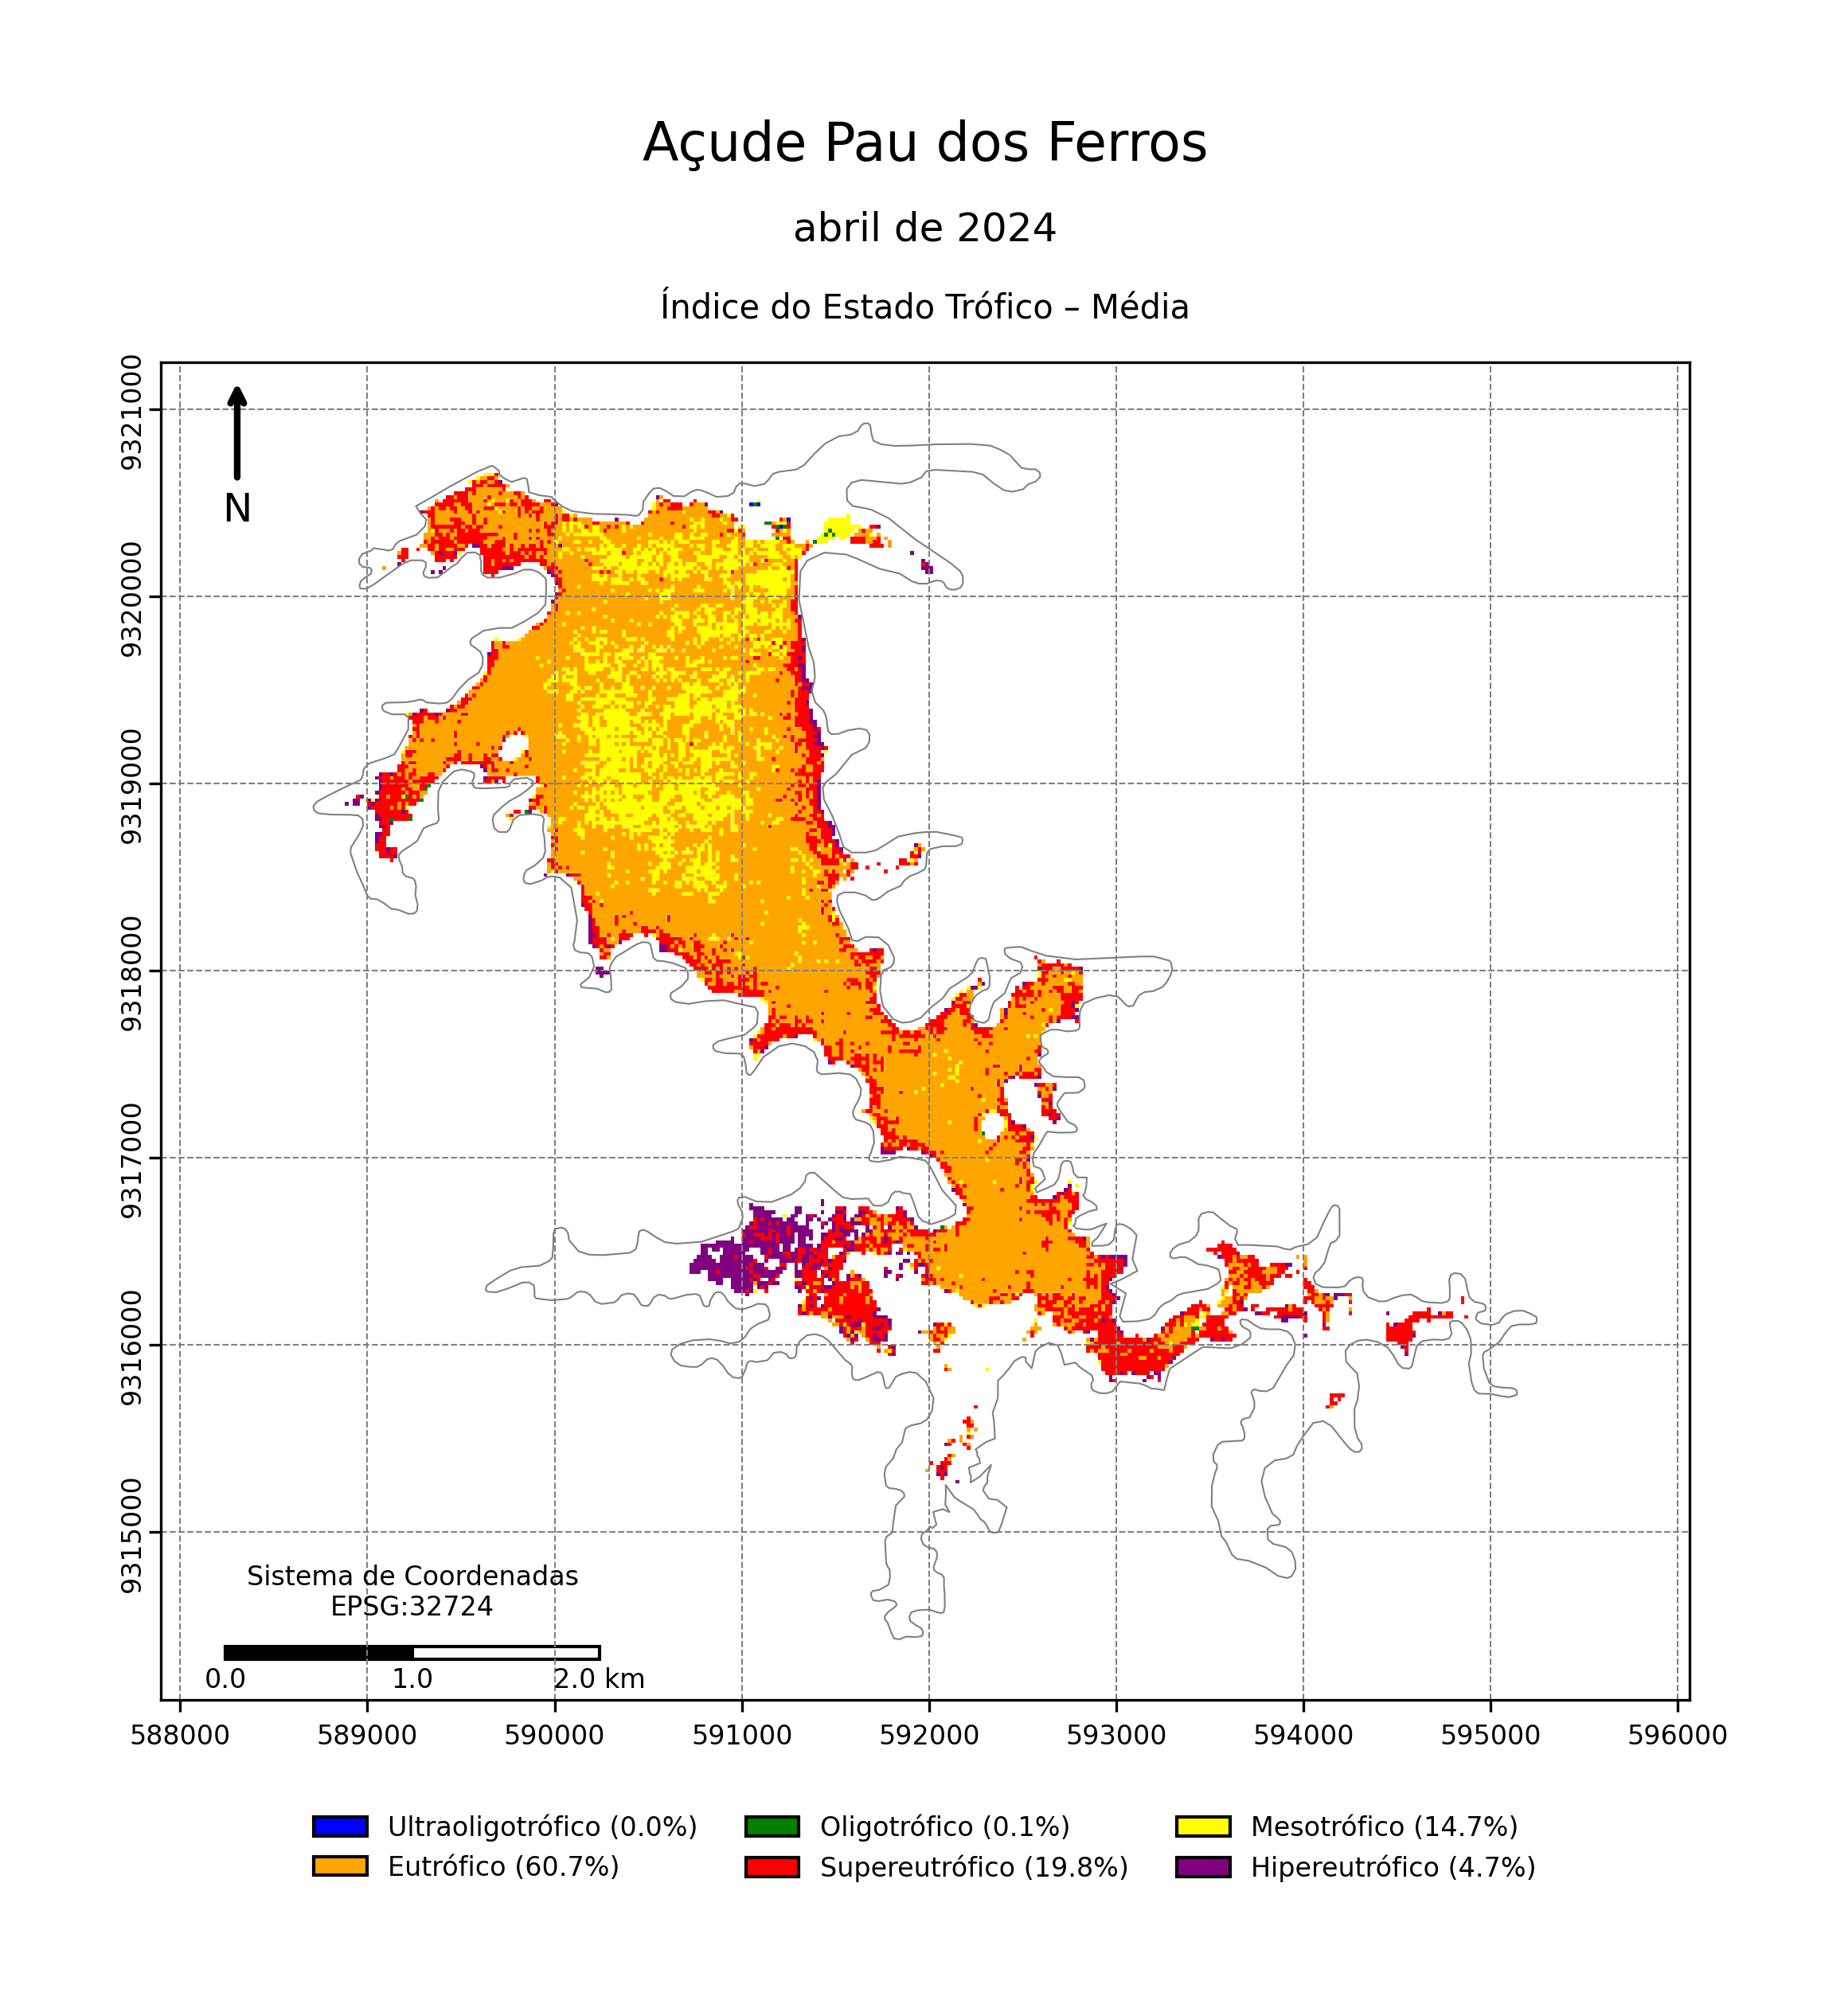 Açude Pau dos Ferros
abril de 2024
Índice do Estado Trófico – Média
9321000
9320000
9319000
9318000
9317000
9316000
9315000
N
Sistema de Coordenadas
EPSG:32724
0.0 1.0 2.0 km
588000 589000 590000 591000 592000 593000 594000 595000 596000
Ultraoligotrófico (0.0%) Oligotrófico (0.1%) Mesotrófico (14.7%)
Eutrófico (60.7%) Supereutrófico (19.8%) Hipereutrófico (4.7%)